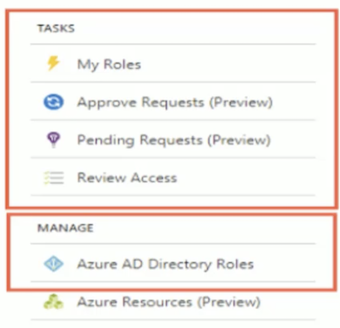 TASKS
My Roles
Approve Requests (Preview)
Pending Requests (Preview)
Review Access
MANAGE
Azure AD Directory Roles
Azure Resources (Preview)